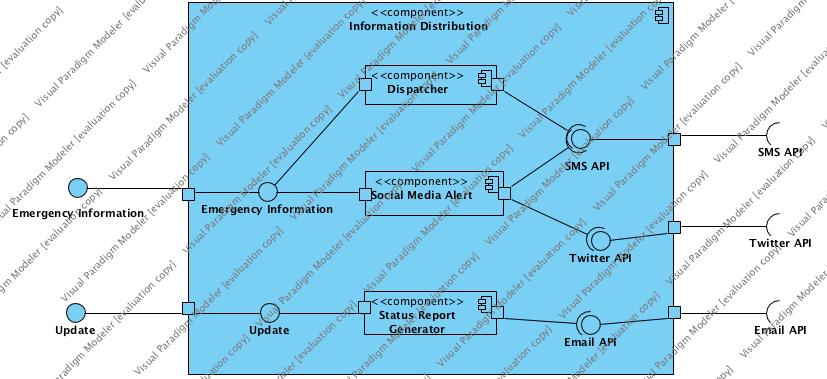 <<component>>
Information Distribution
<<component>>
Dispatcher
SMS API
SMS API
<<component>>
Social Media Alert
Emergency Information
Emergency Information
Twitter API
Twitter API
<<component>>
Status Report
Generator
Update
Update
Email API
Email API
Visual Paradigm Modeler [evaluation copy]